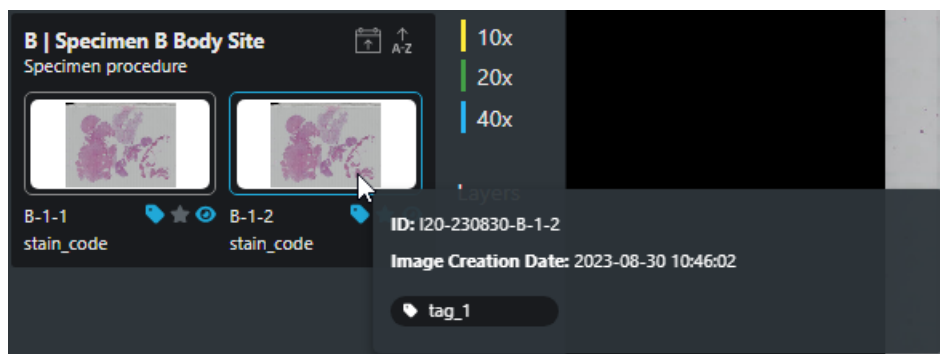 B | Specimen B Body Site
A-Z
Specimen procedure
B-1-1
stain_code
B-1-2
stain_code
10x
20x
40x
Layers
ID: I20-230830-B-1-2
Image Creation Date: 2023-08-30 10:46:02
tag_1